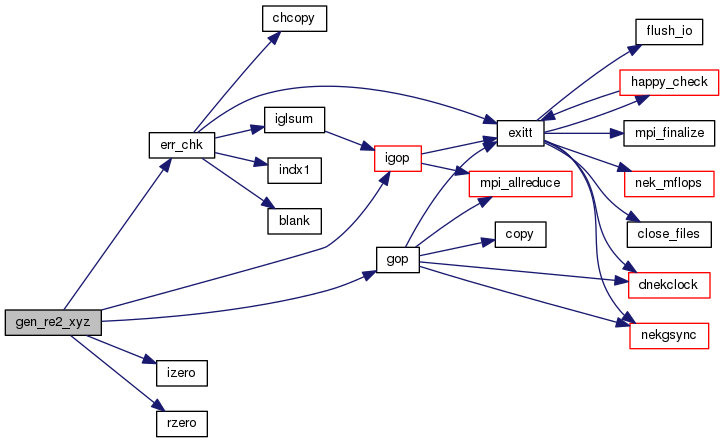 chcopy
flush_io
happy_check
iglsum
exitt
mpi_finalize
err_chk
igop
indx1
mpi_allreduce
nek_mflops
blank
copy
close_files
gop
dnekclock
gen_re2_xyz
nekgsync
izero
rzero